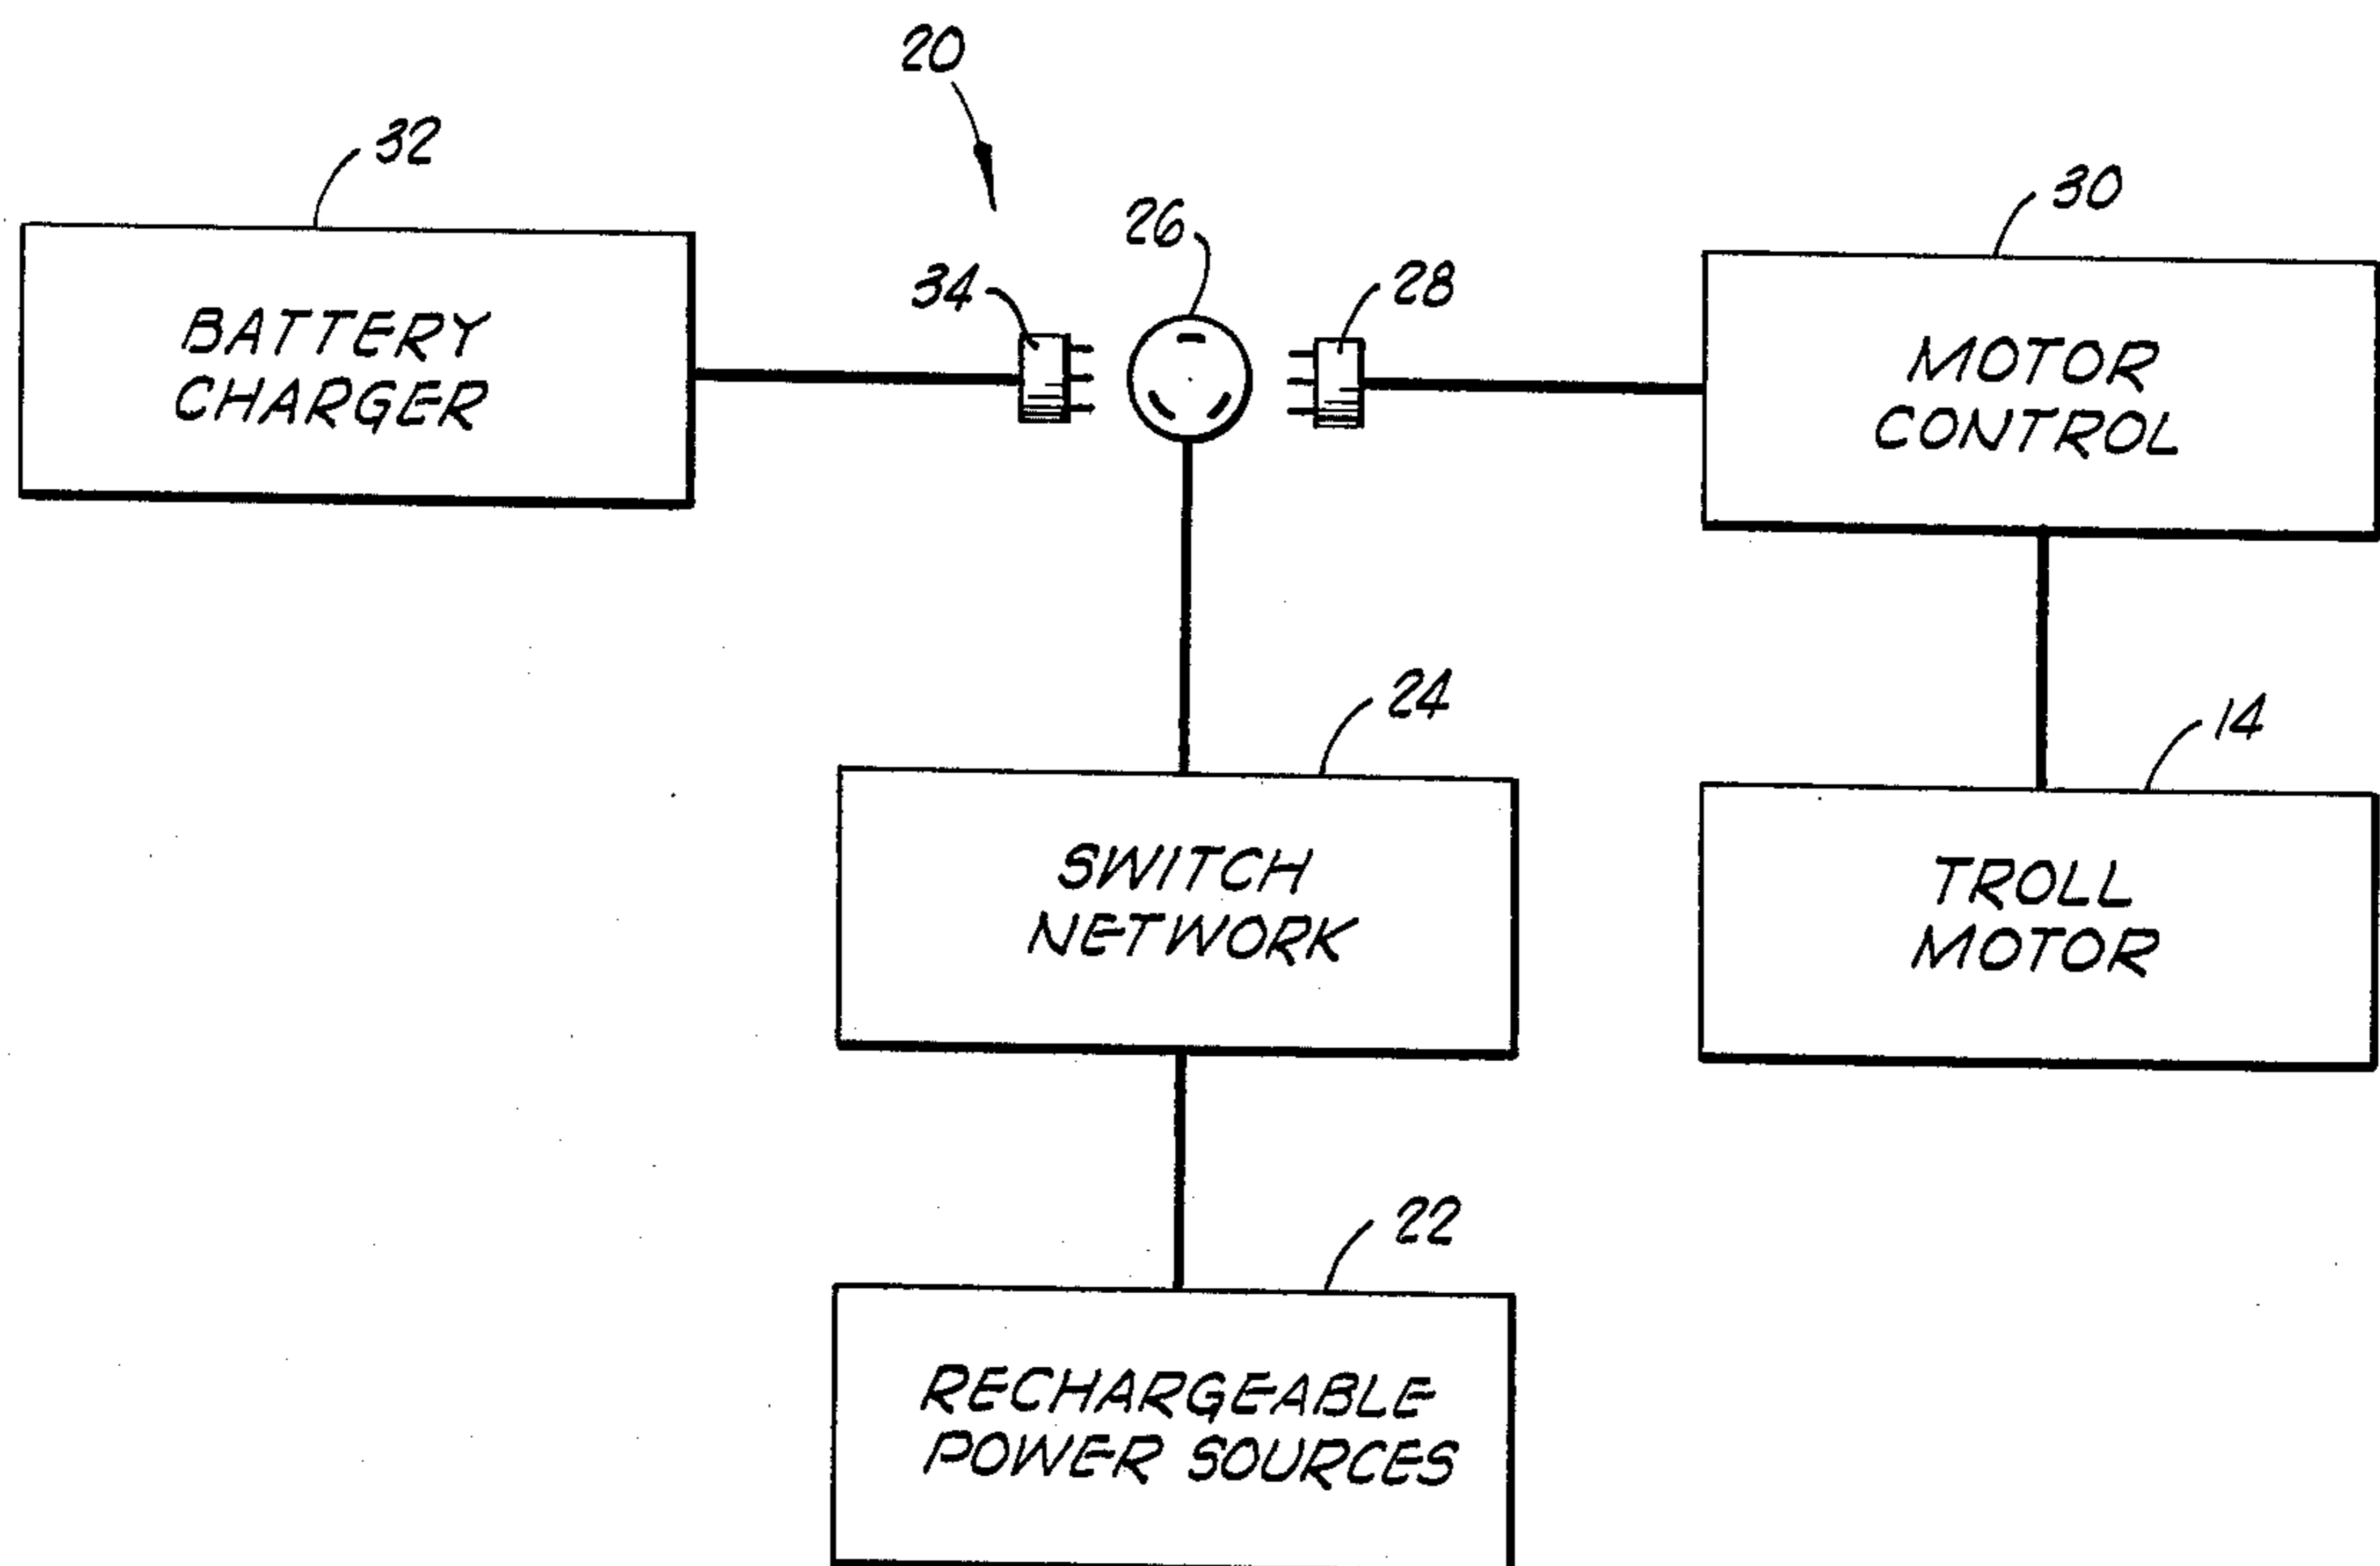 20
32
30
26
34
28
BATTERY
CHARGER
MOTOR
CONTROL
24
14
SWITCH
NETWORK
TROLL
MOTOR
22
RECHARGEABLE
POWER SOURCES